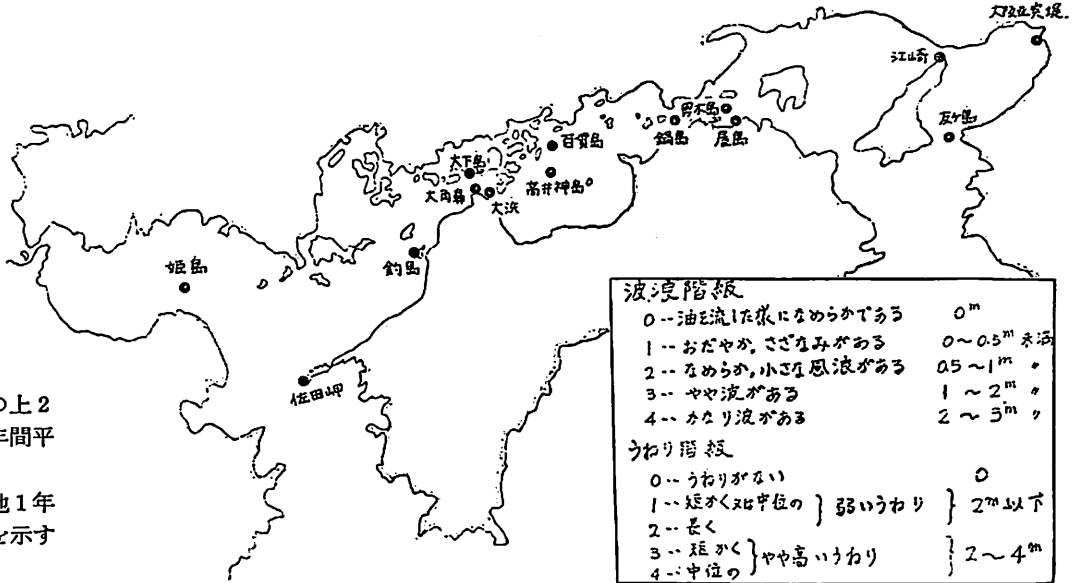 大阪突堤.
江崎
友ヶ島
男木島
屋島
鍋島
百貫島
高井神島
大下島
大角鼻
大浜
釣島
姫島
佐田岬
の上2
年間平
地1年
を示す
波浪階級
0‥油を流した様になめらかである 0m
1‥おだやか,さざなみがある 0〜0.5m 未満
2‥なめらか,小さな風浪がある 0.5〜1m 〃
3‥やや波がある 1〜2m 〃
4‥かなり波がある 2〜3m 〃
うねり階級
0‥うねりがない 0
1‥短かく又は中位の } 弱いうねり } 2m以下
2‥長く
3‥短かく } やや高いうねり } 2〜4m
4‥中位の